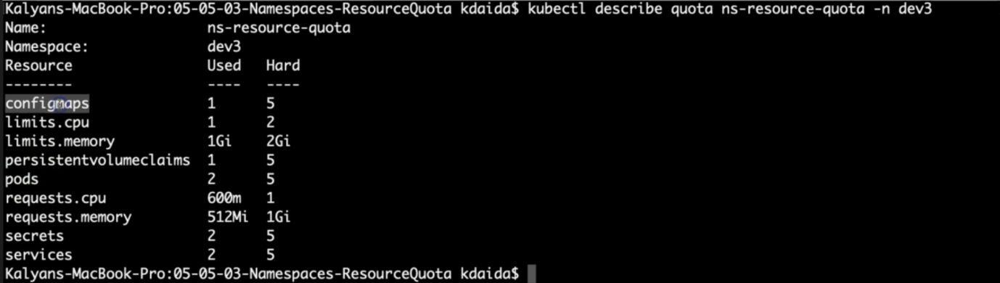 Kalyans-MacBook-Pro:05-05-03-Namespaces-ResourceQuota kdaida$ kubectl describe quota ns-resource-quota -n dev3
Name:                   ns-resource-quota
Namespace:              dev3
Resource                Used   Hard
--------                ----   ----
configmaps              1      5
limits.cpu              1      2
limits.memory           1Gi    2Gi
persistentvolumeclaims  1      5
pods                    2      5
requests.cpu            600m   1
requests.memory         512Mi  1Gi
secrets                 2      5
services                2      5
Kalyans-MacBook-Pro:05-05-03-Namespaces-ResourceQuota kdaida$